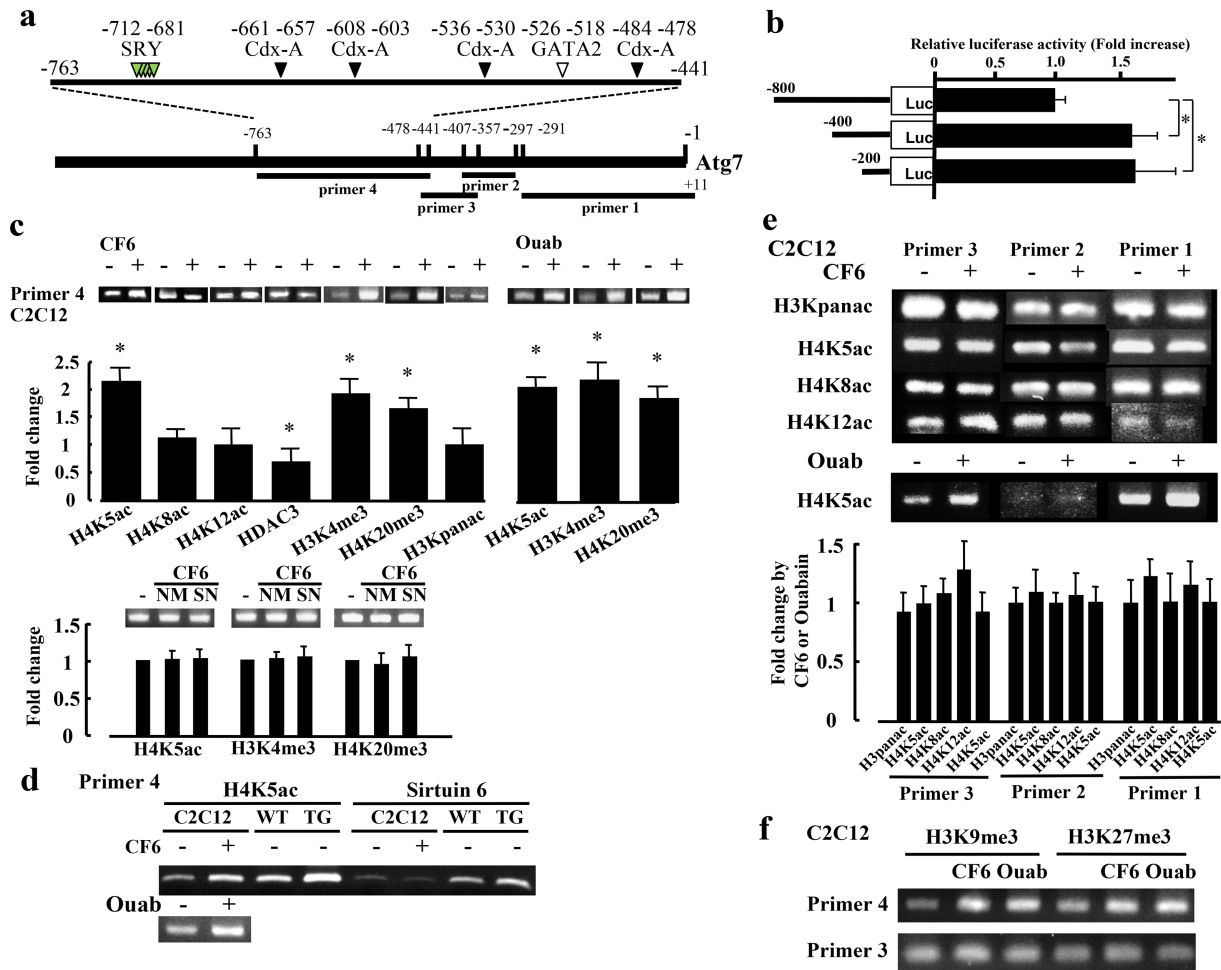 a
-712 -681 -661 -657 -608 -603 -536 -530 -526 -518 -484 -478
SRY Cdx-A Cdx-A Cdx-A GATA2 Cdx-A
-763 -441
-763 -478 -441 -407 -357 -297 -291 -1
Atg7
primer 4 primer 2 +11
primer 3 primer 1
b
Relative luciferase activity (Fold increase)
0 1.0 1.5
-800 Luc
-400 Luc *
-200 Luc *
c
CF6 Ouab
- + - + - + - + - + - + - + - + - + - +
Primer 4
C2C12
Fold change
2.5
2
1.5
1
0.5
0
* * * * * *
H4K5ac H4K8ac H4K12ac HDAC3 H3K4me3 H4K20me3 H3Kpanac H4K5ac H3K4me3 H4K20me3
CF6 CF6 CF6
- NM SN - NM SN - NM SN
Fold change
1.5
1
0.5
0
H4K5ac H3K4me3 H4K20me3
d
Primer 4
H4K5ac Sirtuin 6
C2C12 WT TG C2C12 WT TG
CF6 - + - - - + - -
Ouab - +
e
C2C12 Primer 3 Primer 2 Primer 1
CF6 - + - + - +
H3Kpanac
H4K5ac
H4K8ac
H4K12ac
Ouab - + - + - +
H4K5ac
Fold change by
CF6 or Ouabain
1.5
1
0.5
0
H3panac H4K5ac H4K8ac H4K12ac H4K5ac H3panac H4K5ac H4K8ac H4K12ac H4K5ac H3panac H4K5ac H4K8ac H4K12ac H4K5ac
Primer 3 Primer 2 Primer 1
f
C2C12 H3K9me3 H3K27me3
CF6 Ouab CF6 Ouab
Primer 4
Primer 3